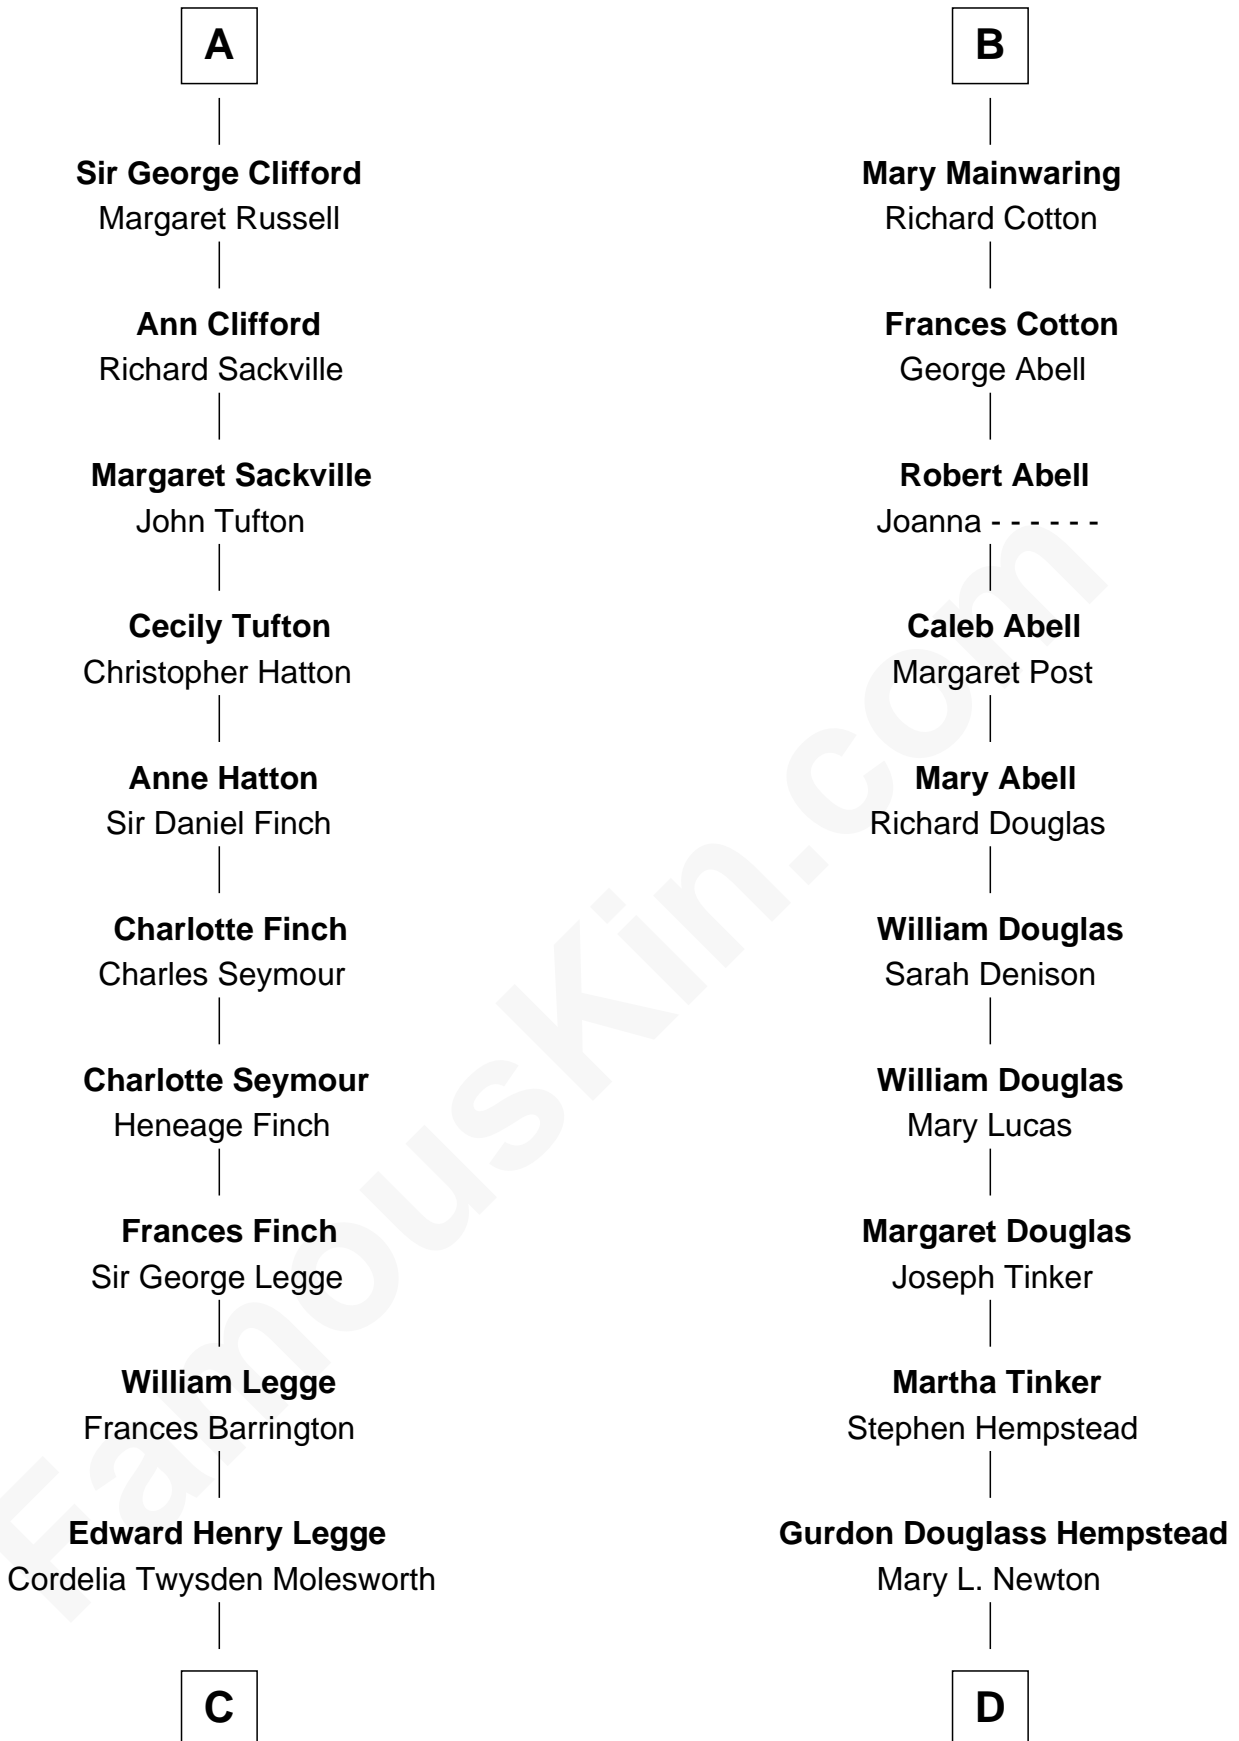 A
Sir George Clifford
Margaret Russell
Ann Clifford
Richard Sackville
Margaret Sackville
John Tufton
Cecily Tufton
Christopher Hatton
Anne Hatton
Sir Daniel Finch
Charlotte Finch
Charles Seymour
Charlotte Seymour
Heneage Finch
Frances Finch
Sir George Legge
William Legge
Frances Barrington
Edward Henry Legge
Cordelia Twysden Molesworth
C
B
Mary Mainwaring
Richard Cotton
Frances Cotton
George Abell
Robert Abell
Joanna - - - - - -
Caleb Abell
Margaret Post
Mary Abell
Richard Douglas
William Douglas
Sarah Denison
William Douglas
Mary Lucas
Margaret Douglas
Joseph Tinker
Martha Tinker
Stephen Hempstead
Gurdon Douglass Hempstead
Mary L. Newton
D
FamousKin.com